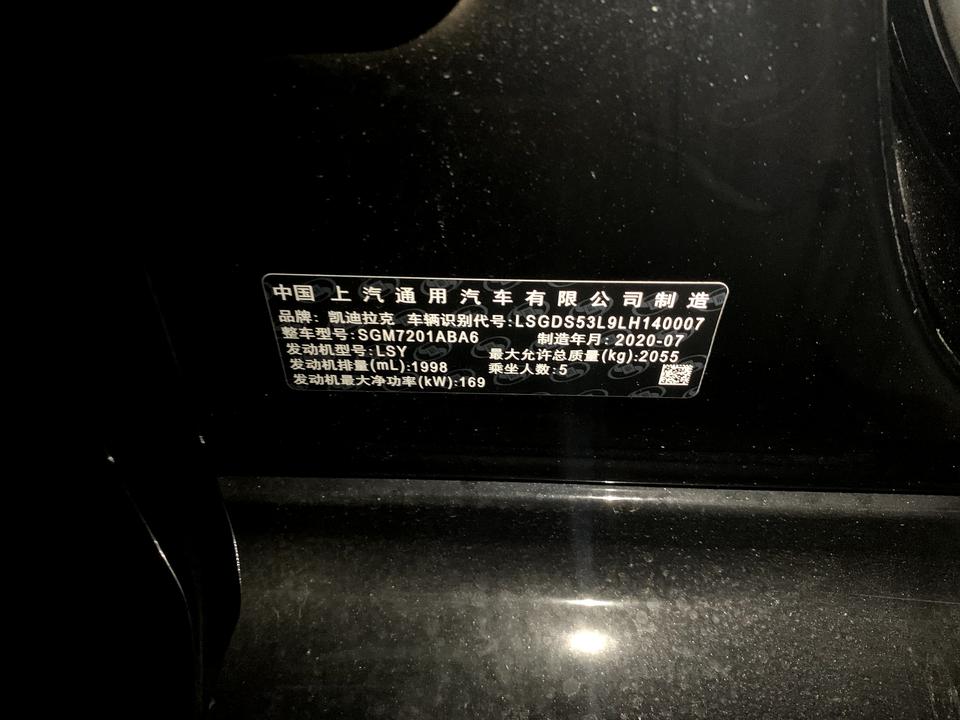 中国 上汽通用汽车有限公司制造
品牌: 凯迪拉克 车辆识别代号:LSGDS53L9LH140007
整车型号:SGM7201ABA6 制造年月: 2020-07
发动机型号:LSY 最大允许总质量(kg):2055
发动机排量(mL):1998 乘坐人数:5
发动机最大净功率(kW):169